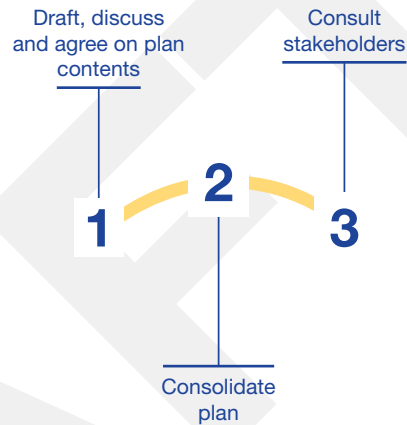 Draft, discuss
and agree on plan
contents
Consult
stakeholders
1
2
3
Consolidate
plan